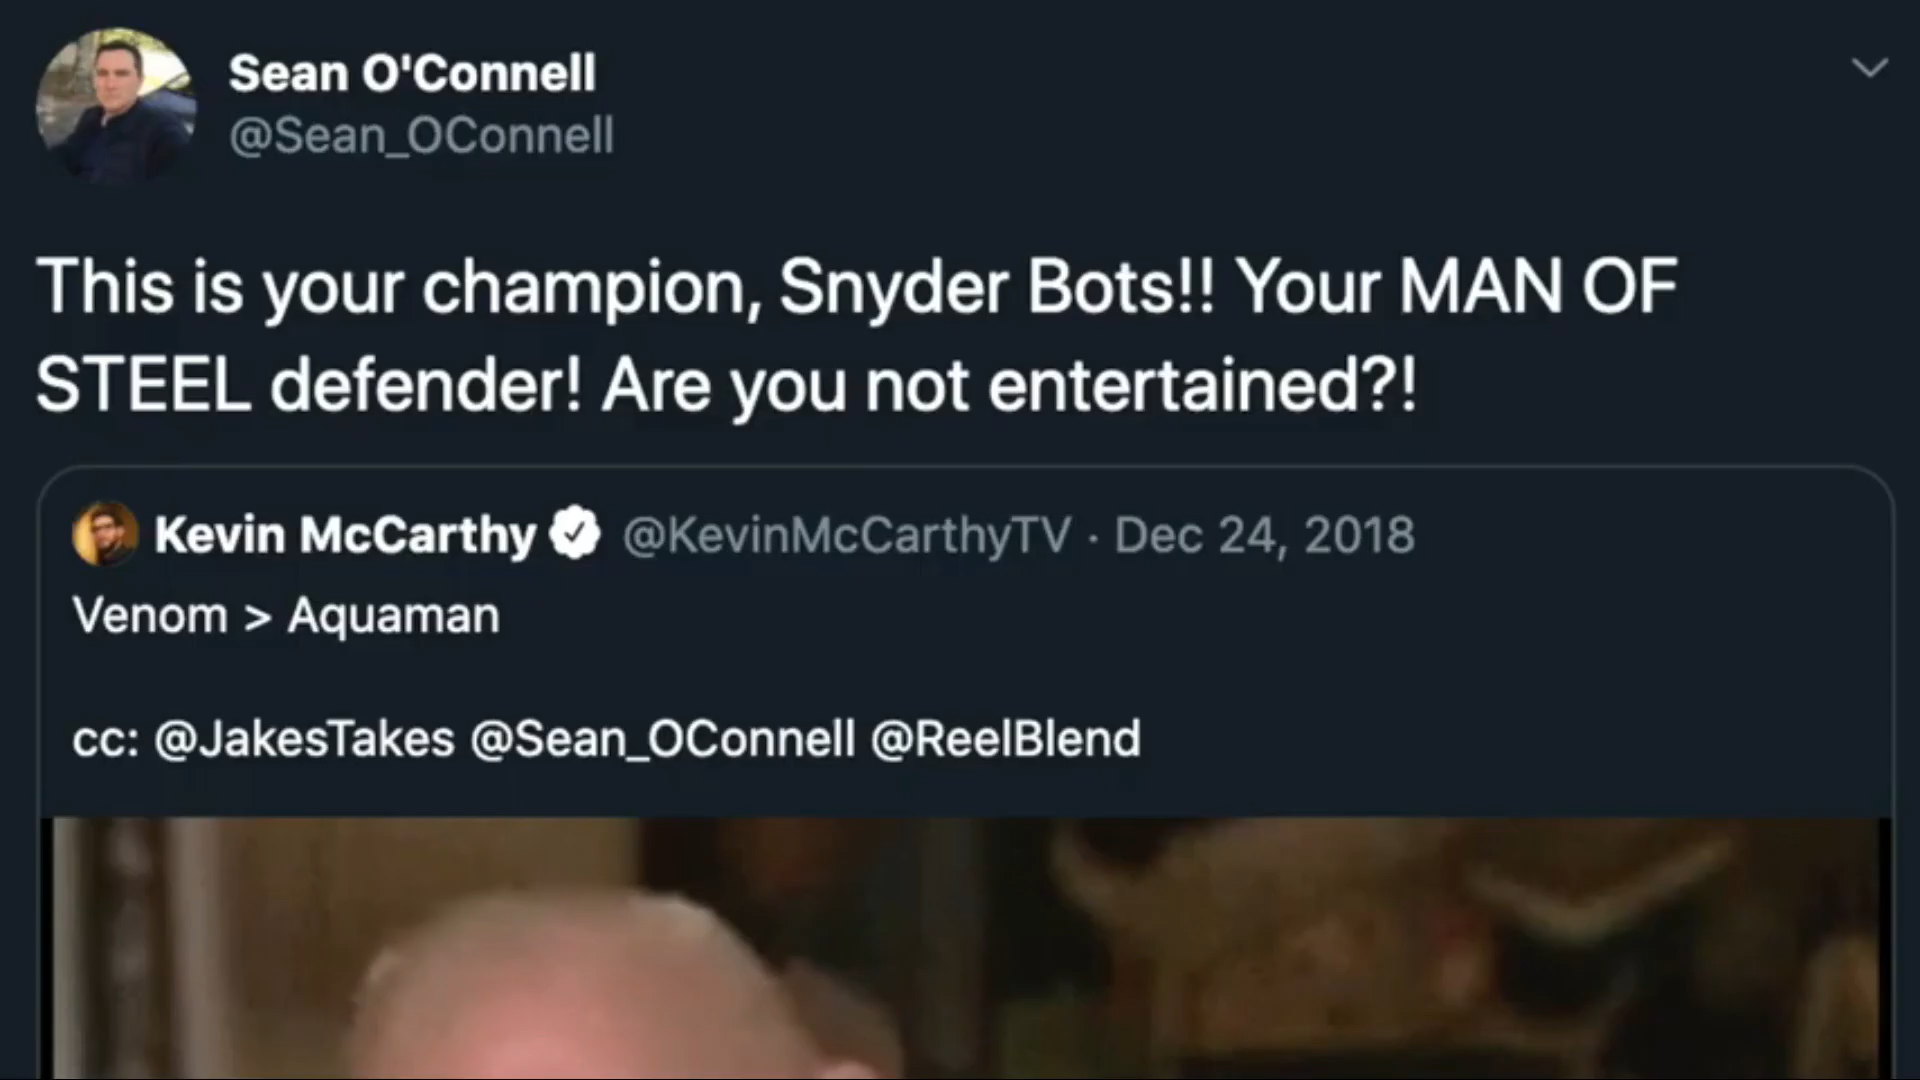 Sean O'Connell
@Sean_OConnell
This is your champion, Snyder Bots!! Your MAN OF
STEEL defender! Are you not entertained?!
Kevin McCarthy @KevinMcCarthyTV · Dec 24, 2018
Venom > Aquaman
cc: @JakesTakes @Sean_OConnell @ReelBlend